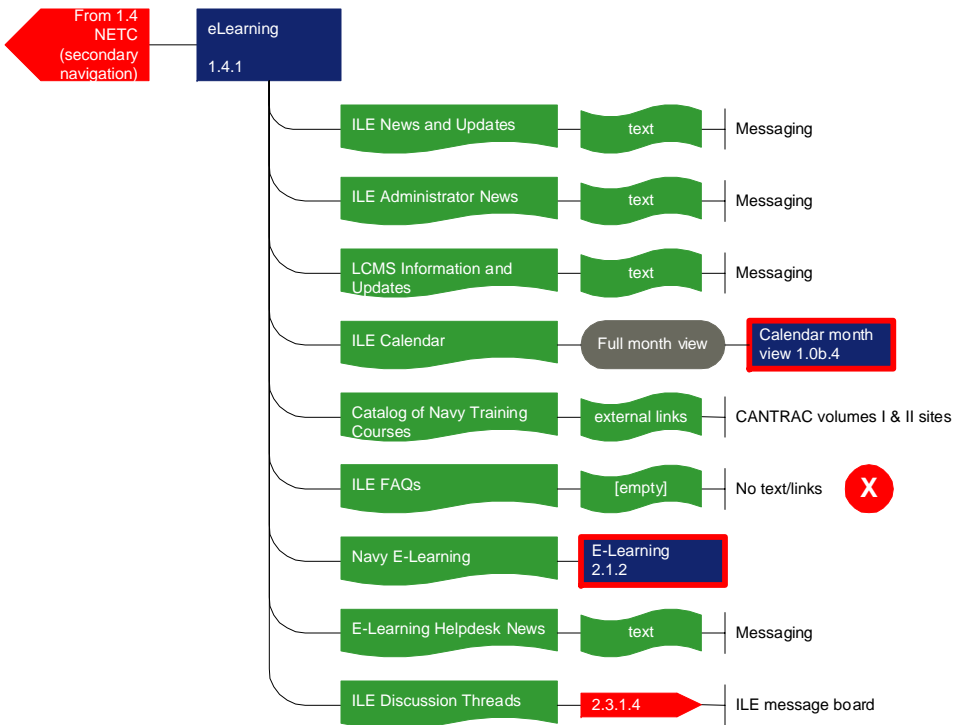 From 1.4
NETC
(secondary
navigation)
eLearning
1.4.1
ILE News and Updates
text
Messaging
ILE Administrator News
text
Messaging
LCMS Information and
Updates
text
Messaging
ILE Calendar
Full month view
Calendar month
view 1.0b.4
Catalog of Navy Training
Courses
external links
CANTRAC volumes I & II sites
ILE FAQs
[empty]
No text/links
X
Navy E-Learning
E-Learning
2.1.2
E-Learning Helpdesk News
text
Messaging
ILE Discussion Threads
2.3.1.4
ILE message board